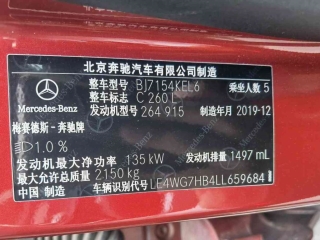 北京奔驰汽车有限公司制造
整车型号 BJ7154KEL6 乘坐人数 5
整车标志 C 260 L
Mercedes-Benz 发动机型号 264 915 制造年月 2019-12
梅赛德斯-奔驰牌
1.0 %
发动机最大净功率 135 kW 发动机排量 1497 mL
最大允许总质量 2150 kg
中国 制造 车辆识别代号 LE4WG7HB4LL659684